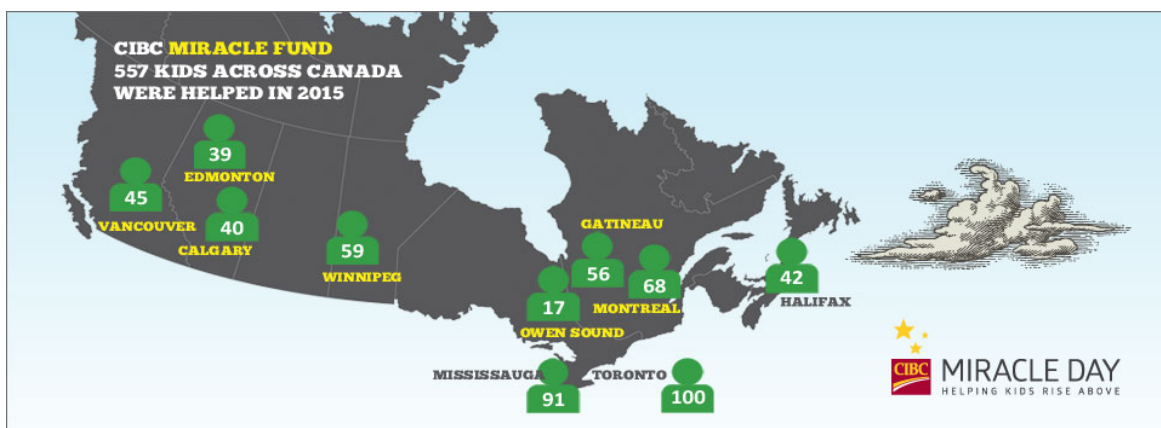 CIBC MIRACLE FUND
557 KIDS ACROSS CANADA
WERE HELPED IN 2015
39
EDMONTON
45
VANCOUVER
40
CALGARY
59
WINNIPEG
GATINEAU
56
68
MONTREAL
17
OWEN SOUND
42
HALIFAX
MISSISSAUGA
91
TORONTO
100
CIBC
MIRACLE DAY
HELPING KIDS RISE ABOVE